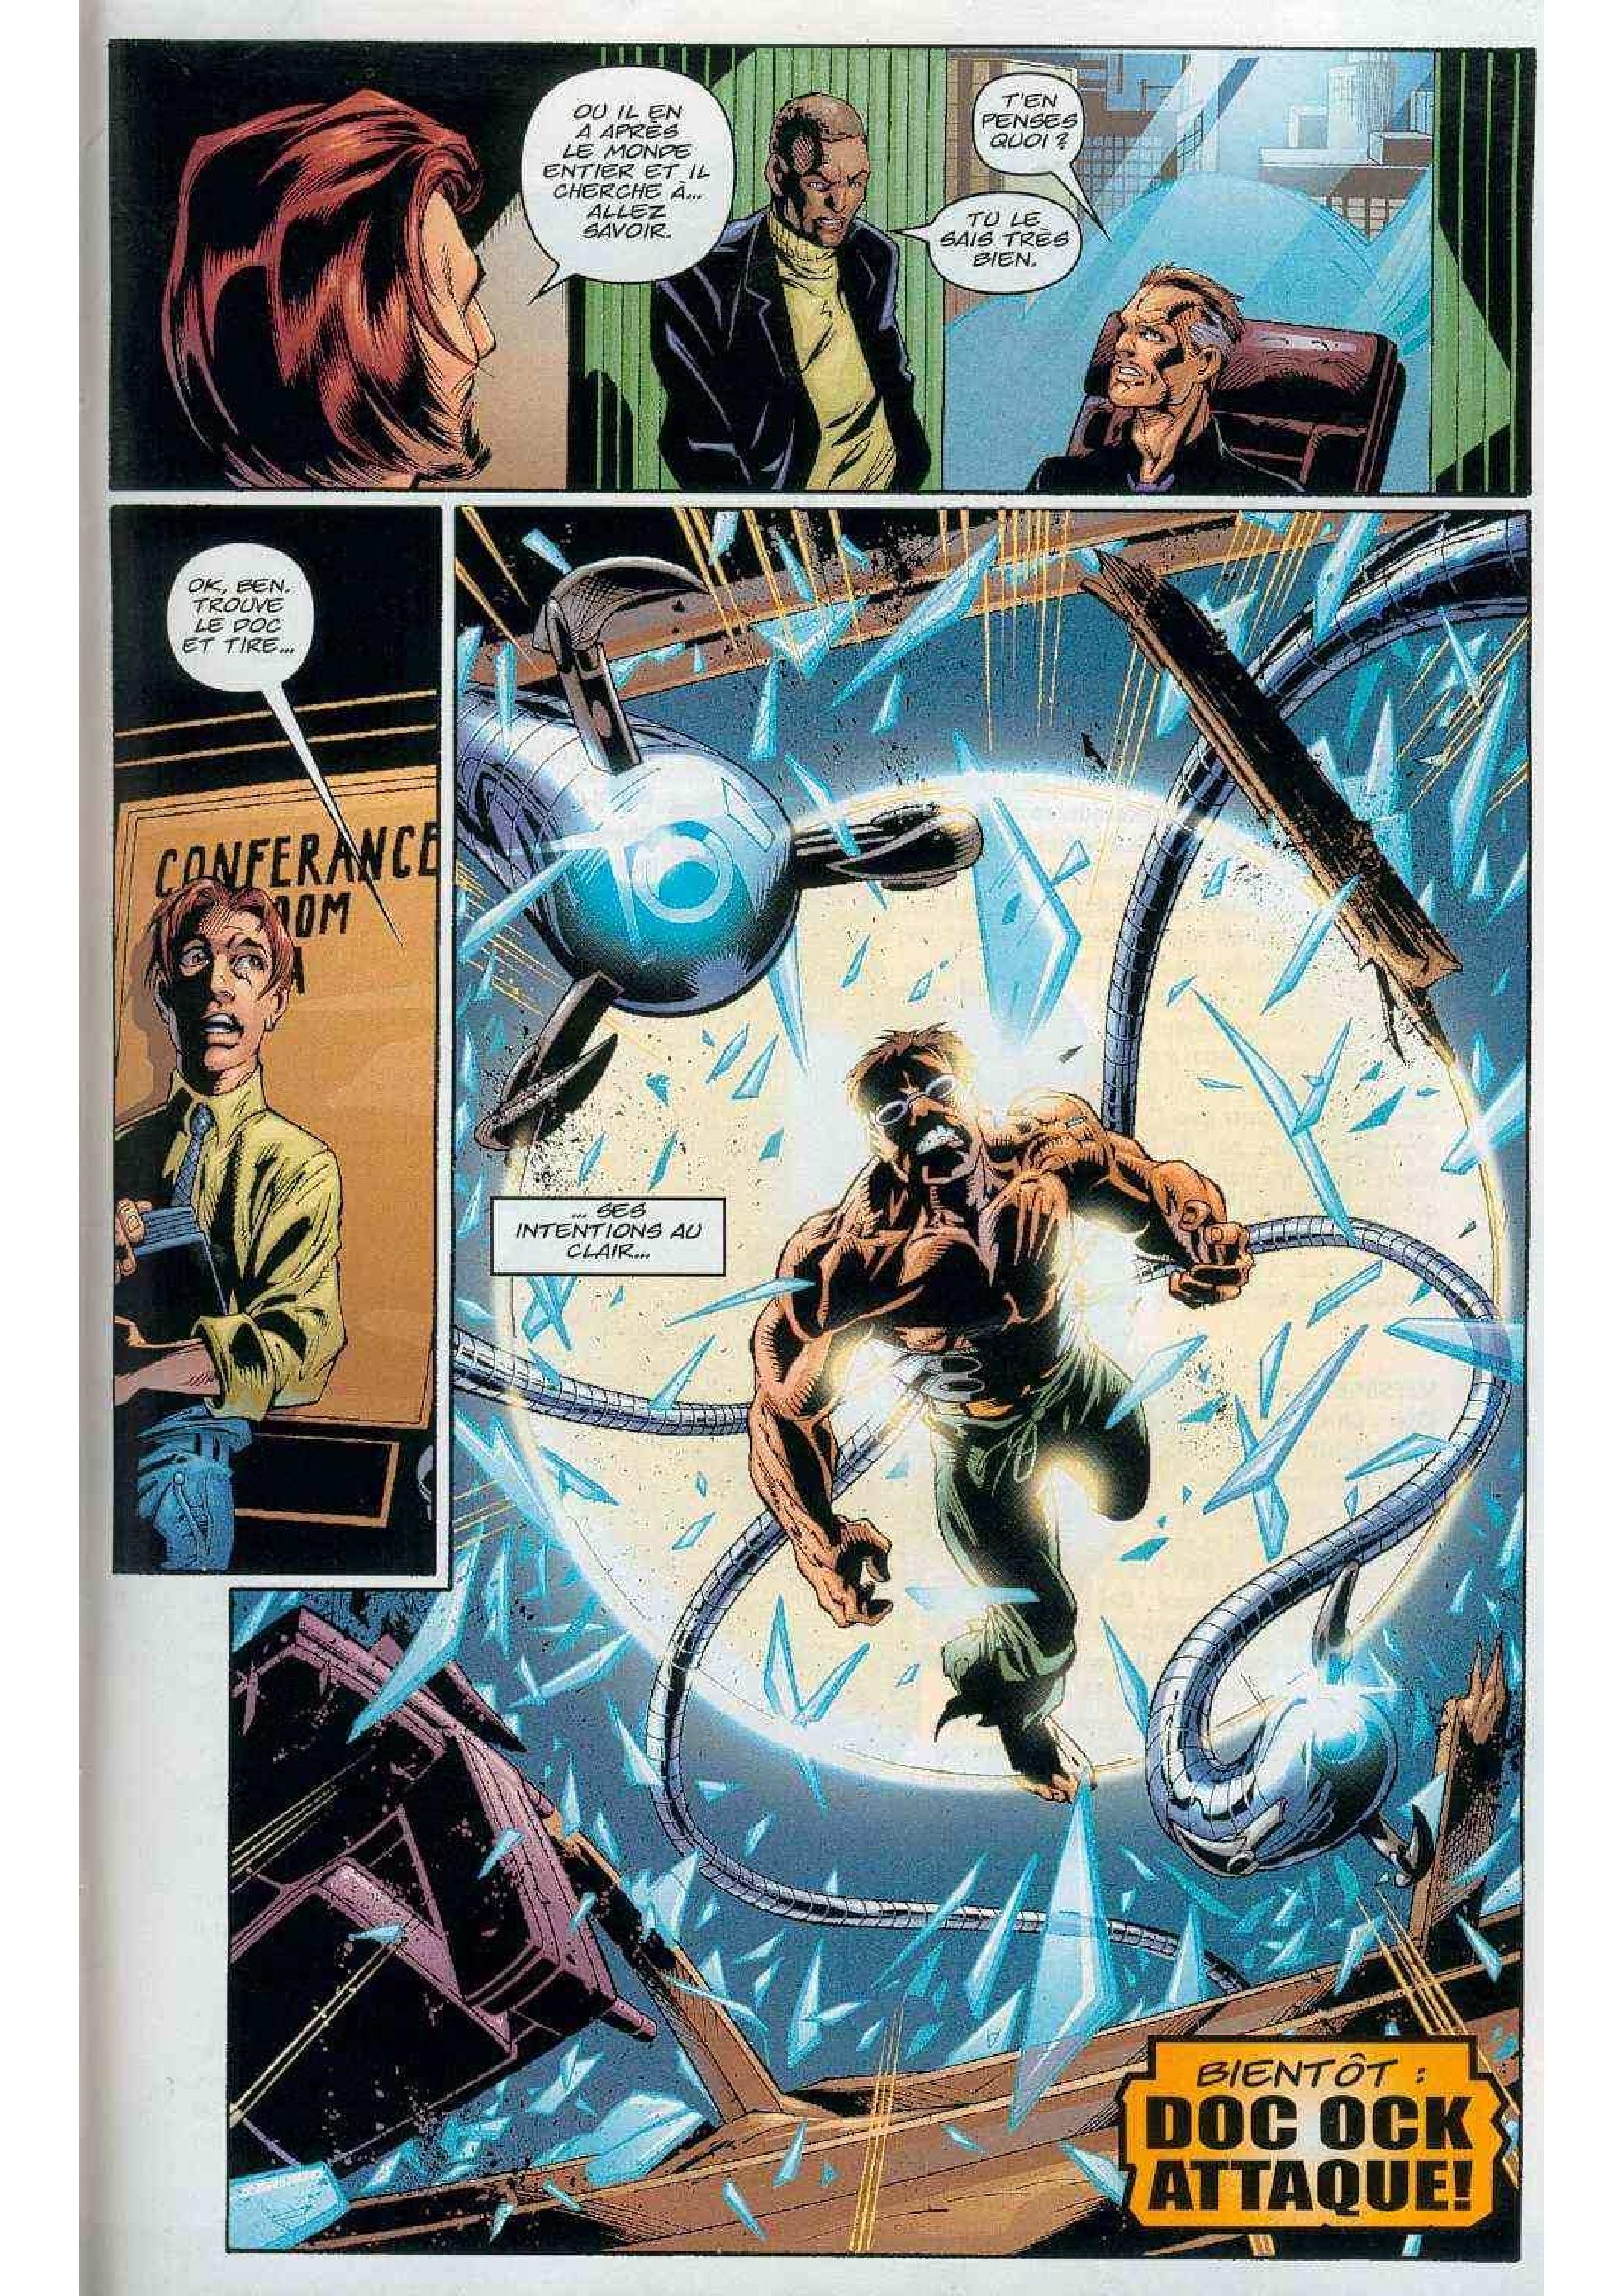 OU IL EN
A APRÈS
LE MONDE
ENTIER ET IL
CHERCHE À...
ALLEZ
SAVOIR.
T'EN
PENSES
QUOI ?
TU LE
SAIS TRÈS
BIEN.
OK, BEN.
TROUVE
LE DOC
ET TIRE...
CONFERANCE
OOM
A
... SES
INTENTIONS AU
CLAIR...
BIENTÔT :
DOC OCK
ATTAQUE!